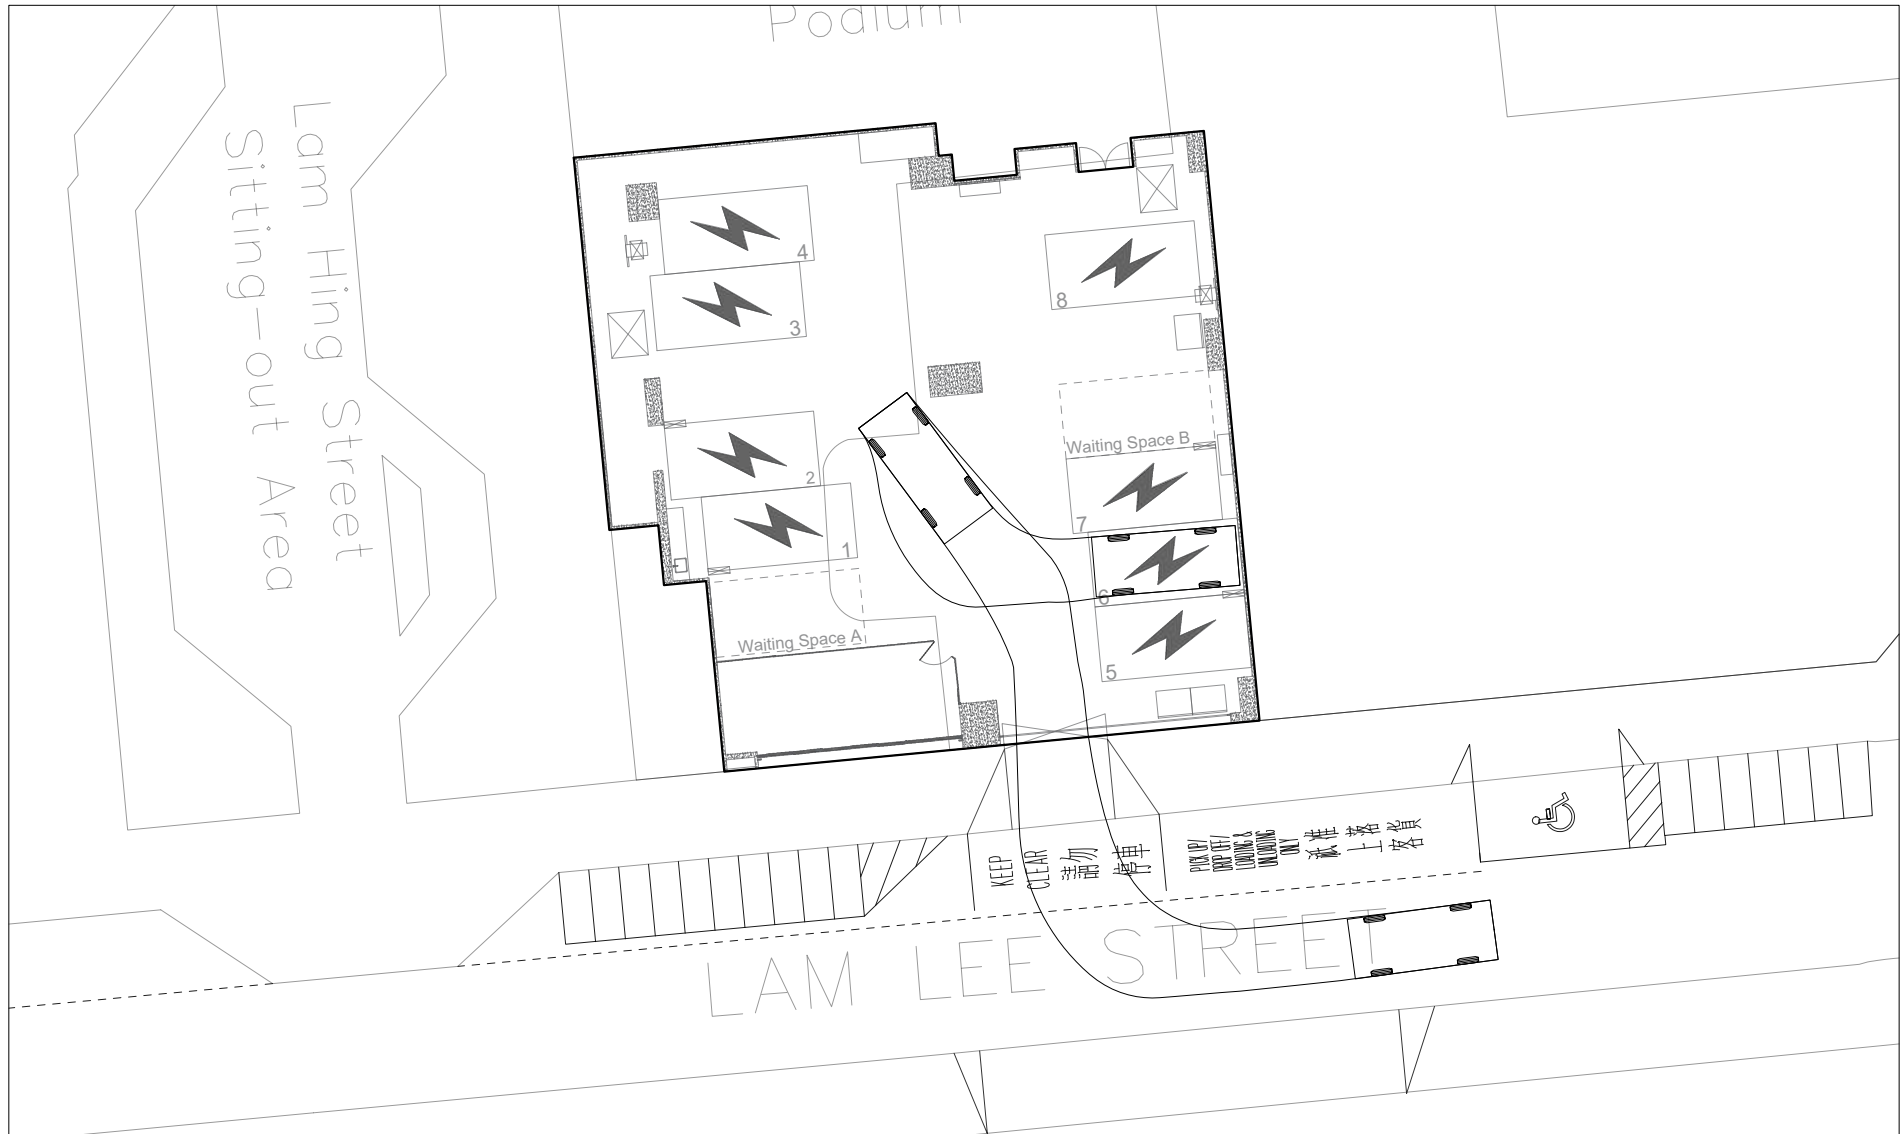 Podium
Lam Hing Street
Sitting-out Area
4
3
8
2
1
Waiting Space B
7
6
5
Waiting Space A
KEEP
CLEAR
請勿
停車
PICK UP/
DROP OFF/
LOADING &
UNLOADING
ONLY
祇准
上落
客貨
LAM LEE STREET